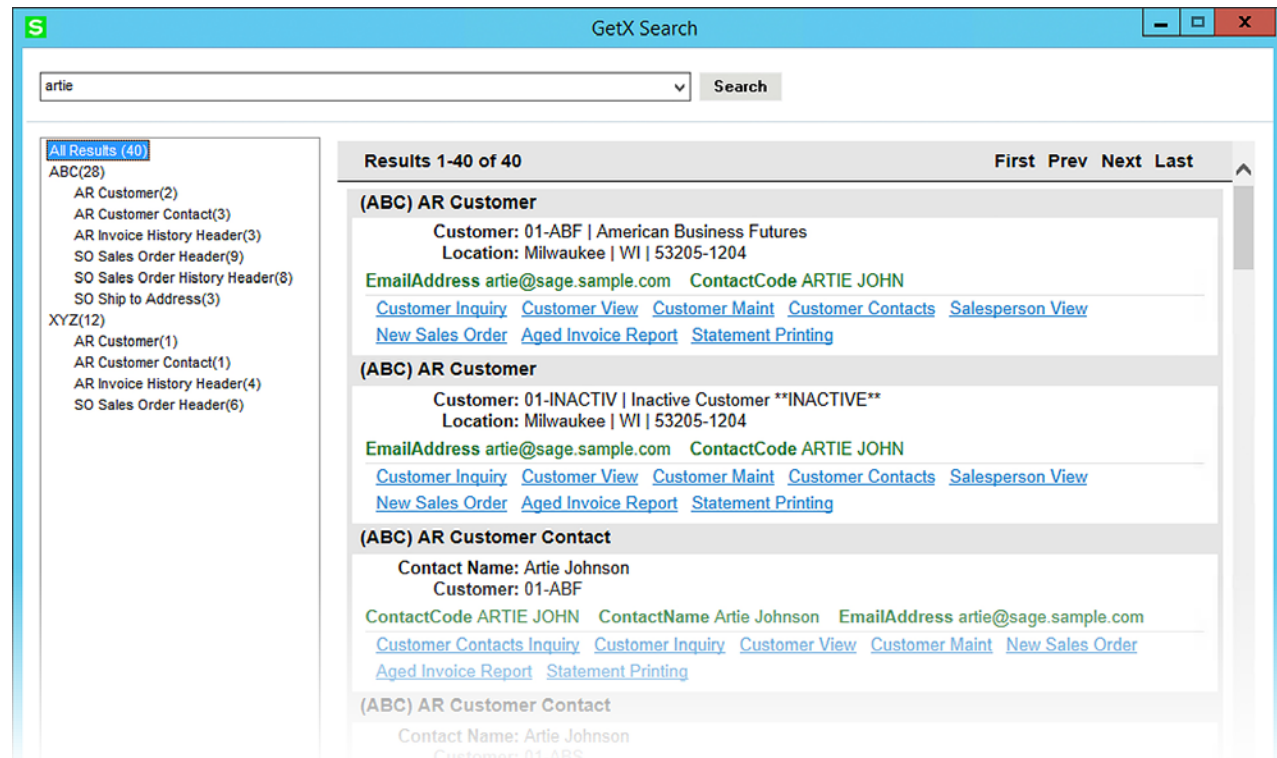 S
GetX Search
artie
Search
All Results (40)
ABC(28)
AR Customer(2)
AR Customer Contact(3)
AR Invoice History Header(3)
SO Sales Order Header(9)
SO Sales Order History Header(8)
SO Ship to Address(3)
XYZ(12)
AR Customer(1)
AR Customer Contact(1)
AR Invoice History Header(4)
SO Sales Order Header(6)
Results 1-40 of 40 First Prev Next Last
(ABC) AR Customer
Customer: 01-ABF | American Business Futures
Location: Milwaukee | WI | 53205-1204
EmailAddress artie@sage.sample.com ContactCode ARTIE JOHN
Customer Inquiry Customer View Customer Maint Customer Contacts Salesperson View
New Sales Order Aged Invoice Report Statement Printing
(ABC) AR Customer
Customer: 01-INACTIV | Inactive Customer **INACTIVE**
Location: Milwaukee | WI | 53205-1204
EmailAddress artie@sage.sample.com ContactCode ARTIE JOHN
Customer Inquiry Customer View Customer Maint Customer Contacts Salesperson View
New Sales Order Aged Invoice Report Statement Printing
(ABC) AR Customer Contact
Contact Name: Artie Johnson
Customer: 01-ABF
ContactCode ARTIE JOHN ContactName Artie Johnson EmailAddress artie@sage.sample.com
Customer Contacts Inquiry Customer Inquiry Customer View Customer Maint New Sales Order
Aged Invoice Report Statement Printing
(ABC) AR Customer Contact
Contact Name: Artie Johnson
Customer: 01-ABS